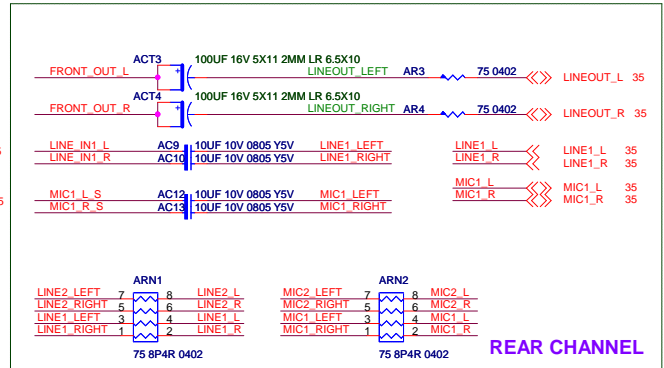 ACT3 100UF 16V 5X11 2MM LR 6.5X10
FRONT_OUT_L LINEOUT_LEFT AR3 75 0402 LINEOUT_L 35
ACT4 100UF 16V 5X11 2MM LR 6.5X10
FRONT_OUT_R LINEOUT_RIGHT AR4 75 0402 LINEOUT_R 35
LINE_IN1_L AC9 10UF 10V 0805 Y5V LINE1_LEFT LINE1_L LINE1_L 35
LINE_IN1_R AC10 10UF 10V 0805 Y5V LINE1_RIGHT LINE1_R LINE1_R 35
MIC1_L_S AC12 10UF 10V 0805 Y5V MIC1_LEFT MIC1_L MIC1_L 35
MIC1_R_S AC13 10UF 10V 0805 Y5V MIC1_RIGHT MIC1_R MIC1_R 35
ARN1 ARN2
LINE2_LEFT 7 8 LINE2_L MIC2_LEFT 7 8 MIC2_L
LINE2_RIGHT 5 6 LINE2_R MIC2_RIGHT 5 6 MIC2_R
LINE1_LEFT 3 4 LINE1_L MIC1_LEFT 3 4 MIC1_L
LINE1_RIGHT 1 2 LINE1_R MIC1_RIGHT 1 2 MIC1_R
75 8P4R 0402 75 8P4R 0402
REAR CHANNEL